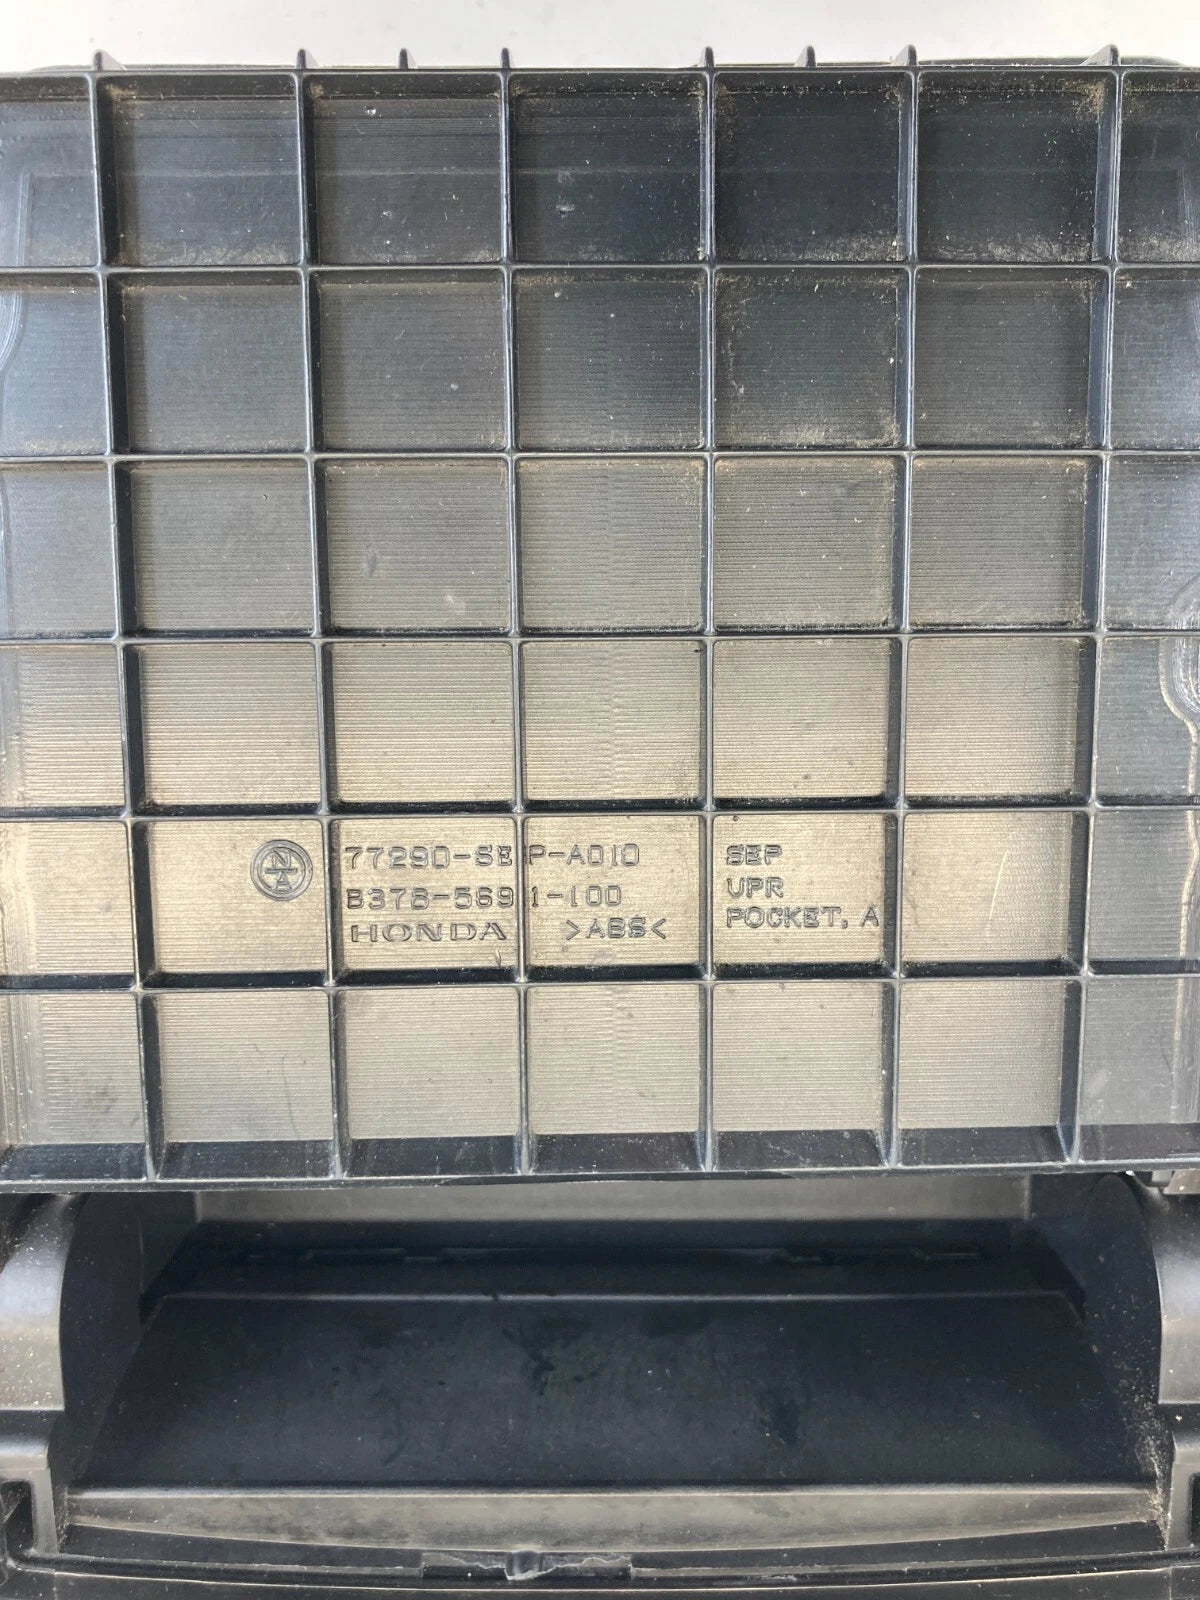 N
A
77290-SEP-A010
B378-5691-100
HONDA >ABS<
SEP
UPR
POCKET, A